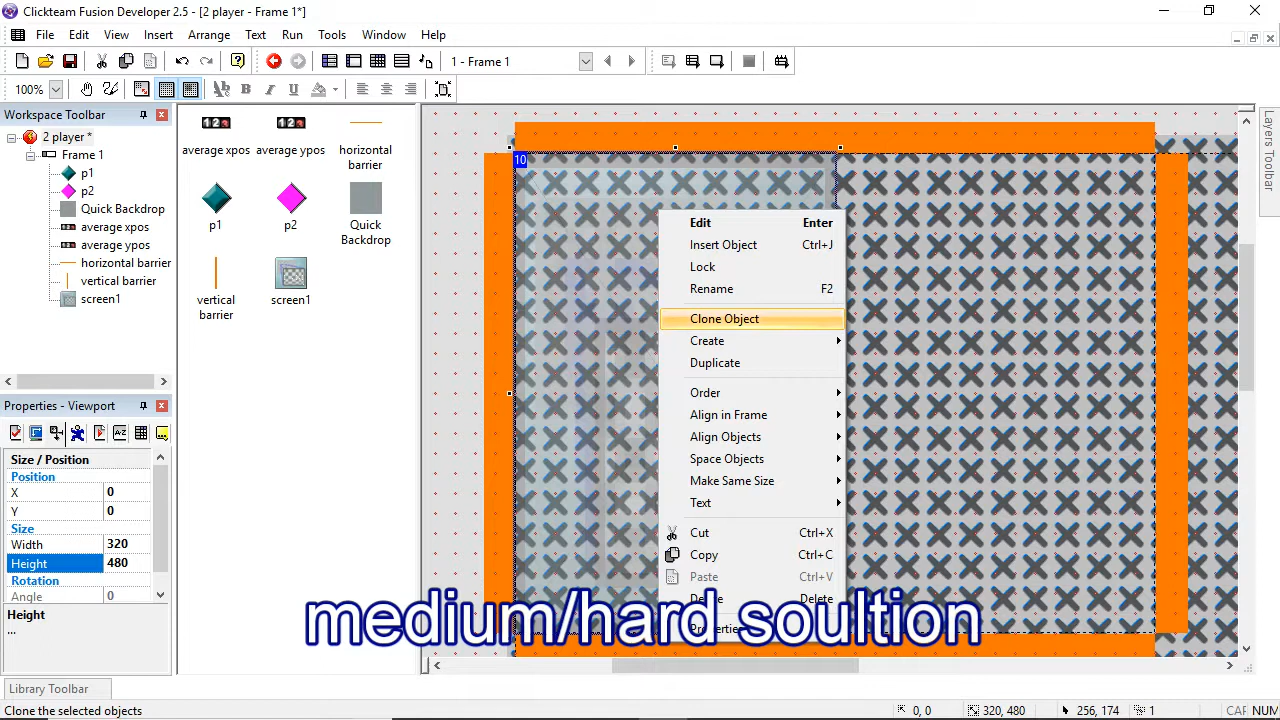 Clickteam Fusion Developer 2.5 - [2 player - Frame 1*]
File Edit View Insert Arrange Text Run Tools Window Help
1 - Frame 1
100% B I U
Workspace Toolbar
2 player *
Frame 1
p1
p2
Quick Backdrop
average xpos
average ypos
horizontal barrier
vertical barrier
screen1
average xpos
average ypos
horizontal
barrier
p1
p2
Quick
Backdrop
vertical
barrier
screen1
10
Edit Enter
Insert Object Ctrl+J
Lock
Rename F2
Clone Object
Create
Duplicate
Order
Align in Frame
Align Objects
Space Objects
Make Same Size
Text
Cut Ctrl+X
Copy Ctrl+C
Paste Ctrl+V
Delete
Properties
Layers Toolbar
Properties - Viewport
Size / Position
Position
X 0
Y 0
Size
Width 320
Height 480
Rotation
Angle 0
Height
...
medium/hard soultion
Library Toolbar
Clone the selected objects
0, 0
320, 480
256, 174
1
CAP NUM